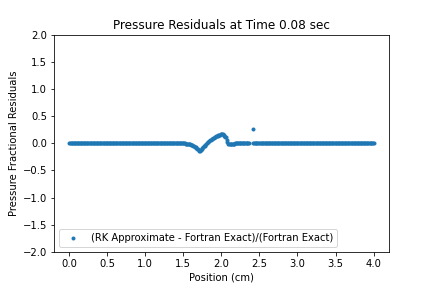 Pressure Residuals at Time 0.08 sec
2.0
1.5
1.0
0.5
0.0
−0.5
−1.0
−1.5
−2.0
Pressure Fractional Residuals
(RK Approximate - Fortran Exact)/(Fortran Exact)
0.0 0.5 1.0 1.5 2.0 2.5 3.0 3.5 4.0
Position (cm)